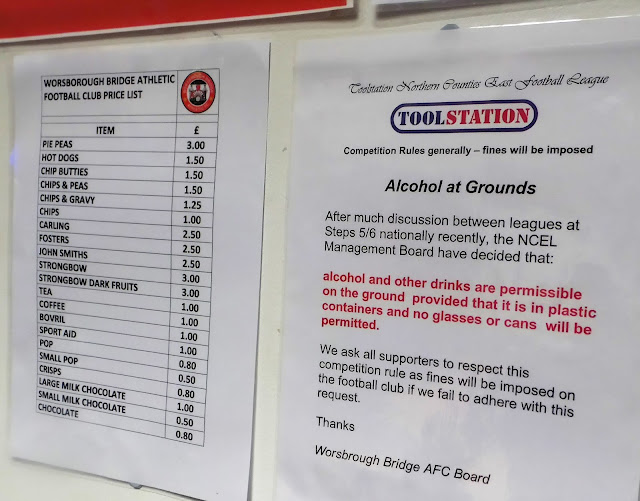 WORSBOROUGH BRIDGE ATHLETIC
FOOTBALL CLUB PRICE LIST
ITEM £
PIE PEAS 3.00
HOT DOGS 1.50
CHIP BUTTIES 1.50
CHIPS & PEAS 1.50
CHIPS & GRAVY 1.25
CHIPS 1.00
CARLING 2.50
FOSTERS 2.50
JOHN SMITHS 2.50
STRONGBOW 3.00
STRONGBOW DARK FRUITS 3.00
TEA 1.00
COFFEE 1.00
BOVRIL 1.00
SPORT AID 1.00
POP 0.80
SMALL POP 0.50
CRISPS 0.80
LARGE MILK CHOCOLATE 1.00
SMALL MILK CHOCOLATE 0.50
CHOCOLATE 0.80
Toolstation Northern Counties East Football League
TOOLSTATION
Competition Rules generally – fines will be imposed
Alcohol at Grounds
After much discussion between leagues at
Steps 5/6 nationally recently, the NCEL
Management Board have decided that:
alcohol and other drinks are permissible
on the ground provided that it is in plastic
containers and no glasses or cans will be
permitted.
We ask all supporters to respect this
competition rule as fines will be imposed on
the football club if we fail to adhere with this
request.
Thanks
Worsbrough Bridge AFC Board